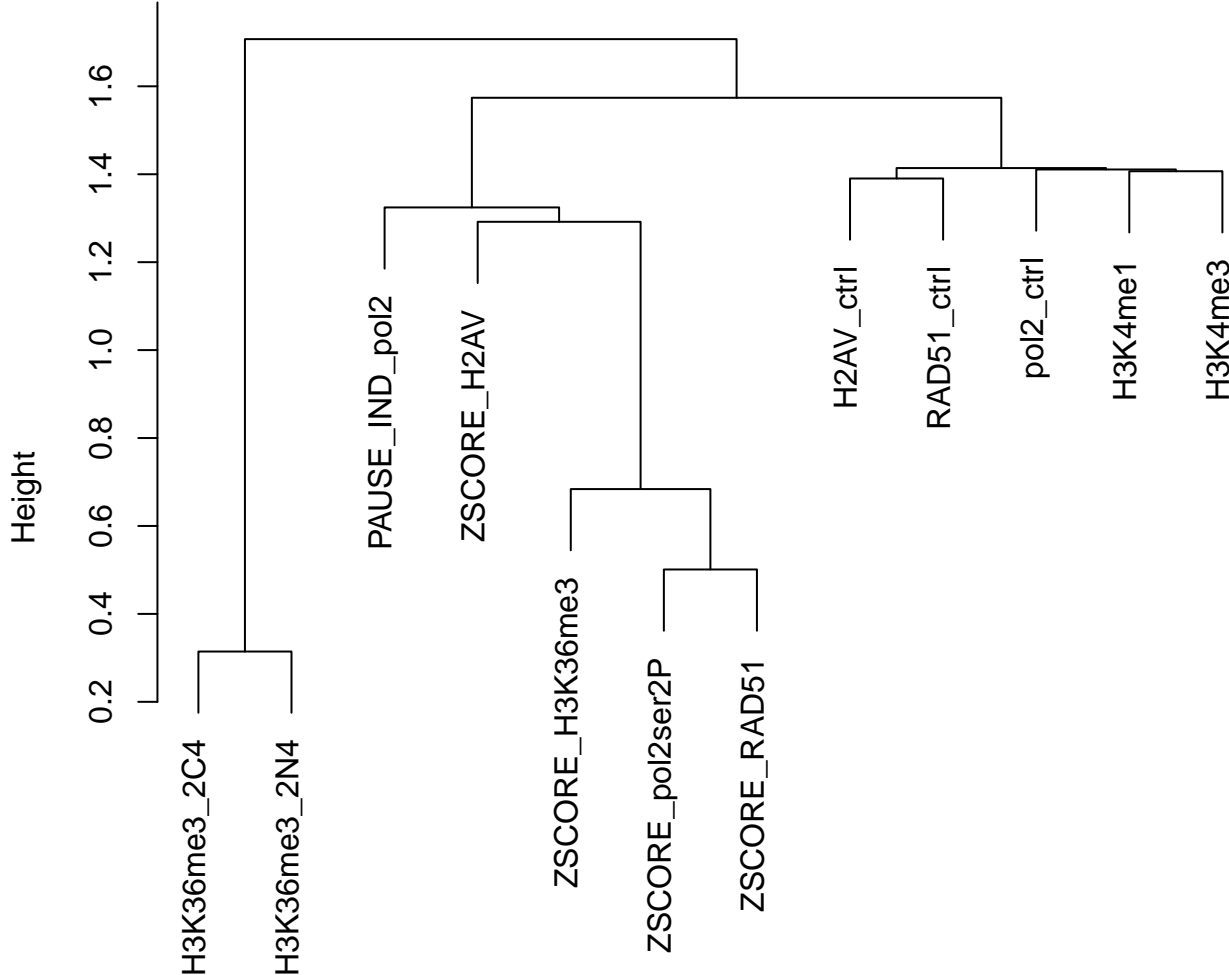 Height
1.6
1.4
1.2
1.0
0.8
0.6
0.4
0.2
H3K36me3_2C4
H3K36me3_2N4
PAUSE_IND_pol2
ZSCORE_H2AV
ZSCORE_H3K36me3
ZSCORE_pol2ser2P
ZSCORE_RAD51
H2AV_ctrl
RAD51_ctrl
pol2_ctrl
H3K4me1
H3K4me3